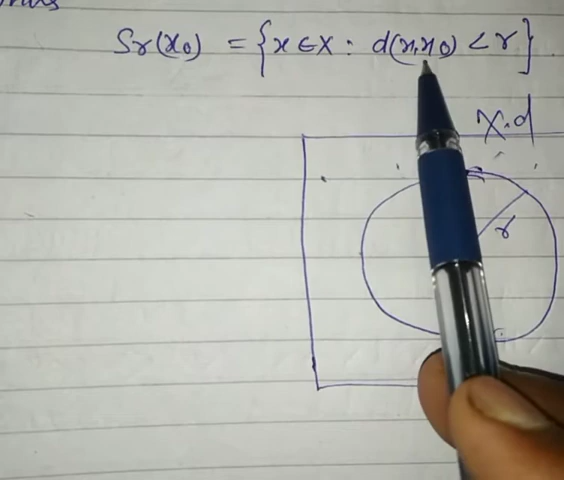 Sr(x0) = {x ∈ X : d(x,x0) < r}
X.d
r